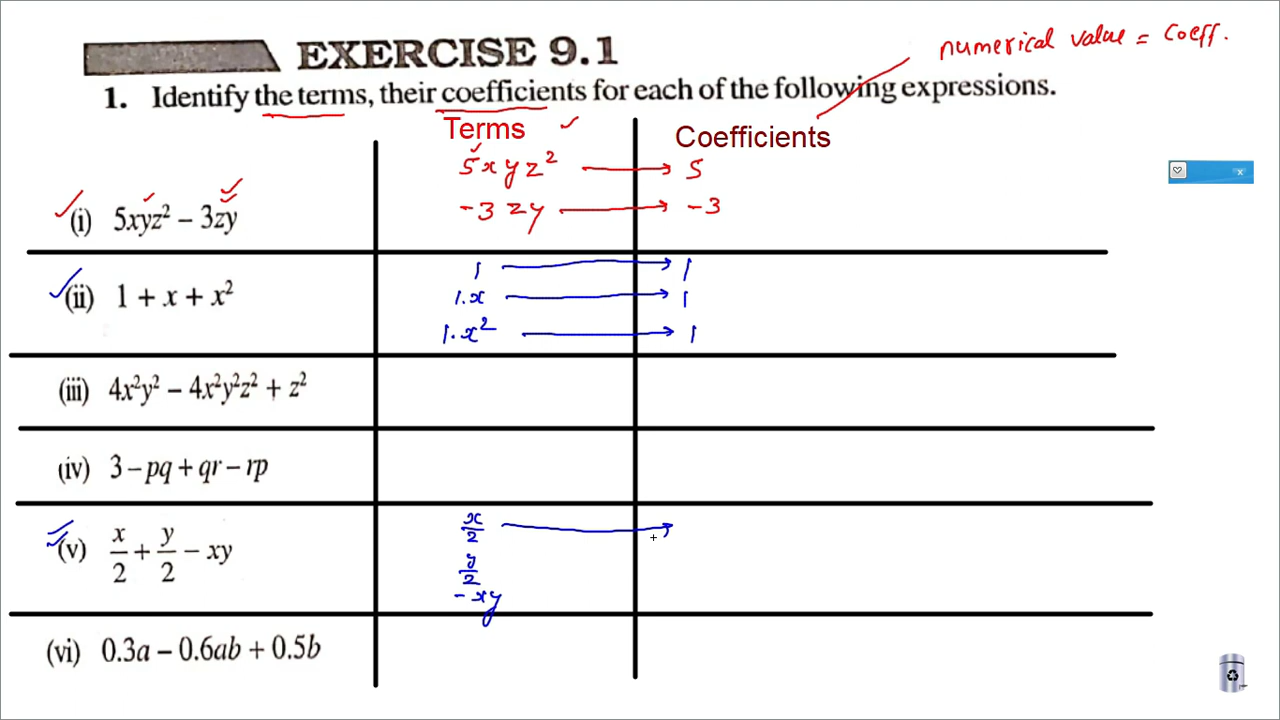 numerical value = coeff.
EXERCISE 9.1
1. Identify the terms, their coefficients for each of the following expressions.
Terms ✓ Coefficients
5xyz² → 5
-3zy → -3
(i) 5xyz² – 3zy
1 → 1
(ii) 1 + x + x² 1.x → 1
1.x² → 1
(iii) 4x²y² – 4x²y²z² + z²
(iv) 3 – pq + qr – rp
(v) x/2 + y/2 – xy x/2 →
y/2
-xy
(vi) 0.3a – 0.6ab + 0.5b